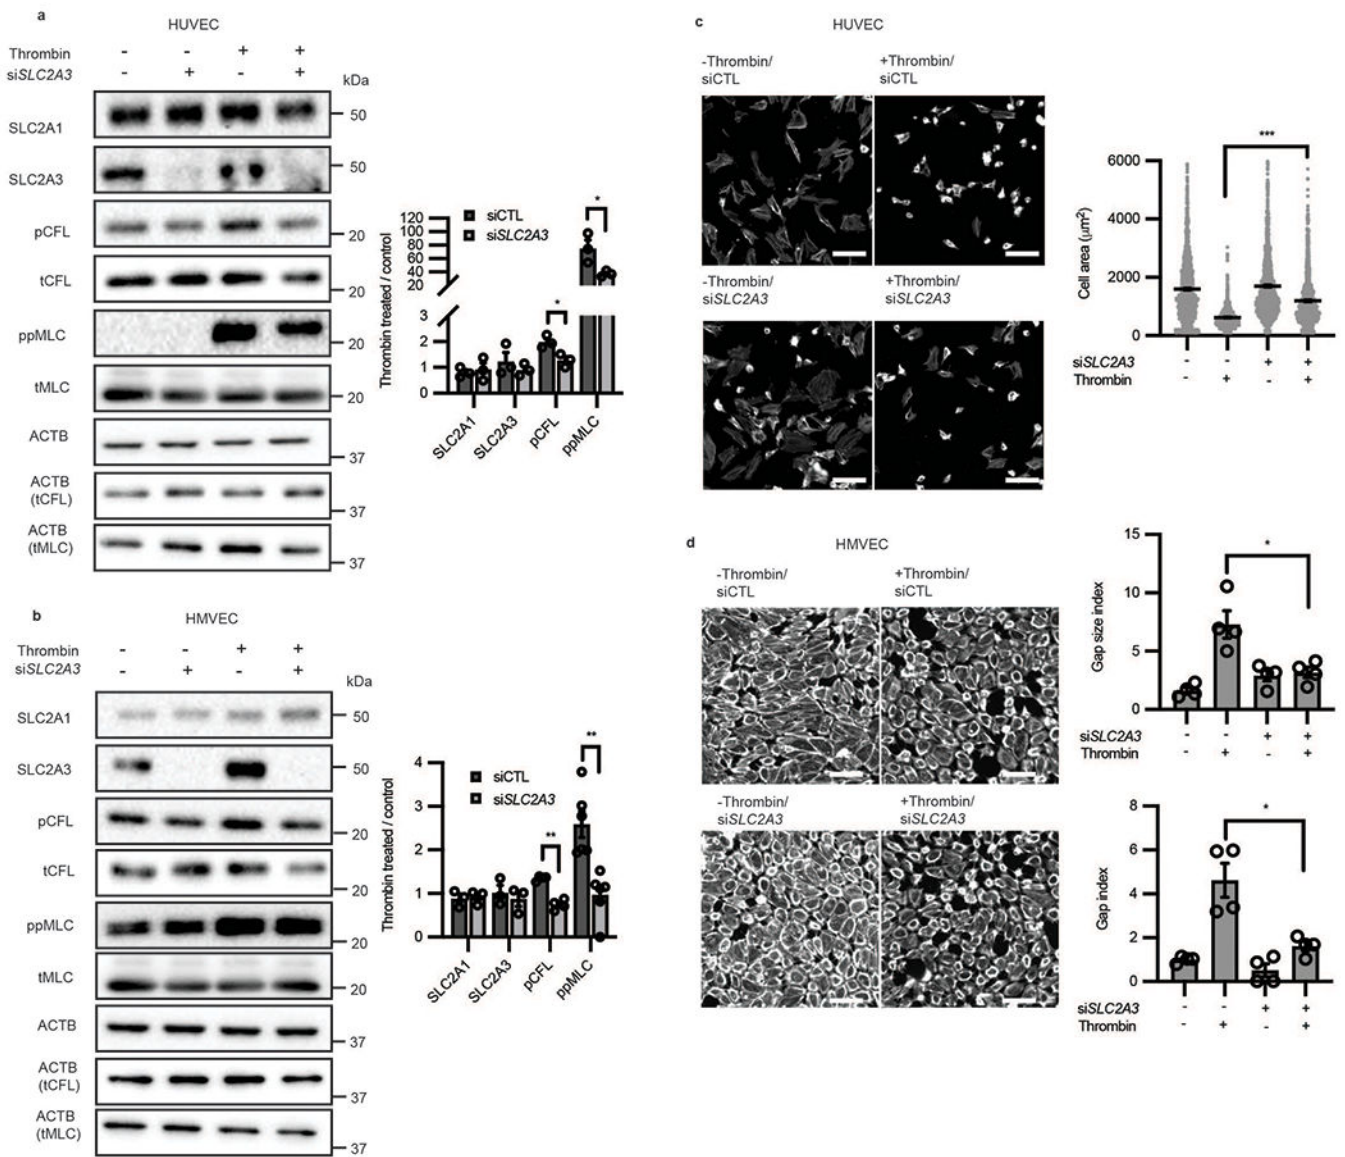 a
HUVEC
Thrombin - - + +
siSLC2A3 - + - +
kDa
SLC2A1
50
SLC2A3
50
pCFL
20
tCFL
20
ppMLC
20
tMLC
20
ACTB
37
ACTB
(tCFL)
37
ACTB
(tMLC)
37
Thrombin treated / control
120
100
80
60
40
20
3
2
1
0
siCTL
siSLC2A3
*
*
SLC2A1
SLC2A3
pCFL
ppMLC
b
HMVEC
Thrombin - - + +
siSLC2A3 - + - +
kDa
SLC2A1
50
SLC2A3
50
pCFL
20
tCFL
20
ppMLC
20
tMLC
20
ACTB
37
ACTB
(tCFL)
37
ACTB
(tMLC)
37
Thrombin treated / control
4
3
2
1
0
siCTL
siSLC2A3
**
**
SLC2A1
SLC2A3
pCFL
ppMLC
c
HUVEC
-Thrombin/
siCTL
+Thrombin/
siCTL
-Thrombin/
siSLC2A3
+Thrombin/
siSLC2A3
Cell area (μm²)
6000
4000
2000
0
***
siSLC2A3 - - + +
Thrombin - + - +
d
HMVEC
-Thrombin/
siCTL
+Thrombin/
siCTL
-Thrombin/
siSLC2A3
+Thrombin/
siSLC2A3
Gap size index
15
10
5
0
*
siSLC2A3 - - + +
Thrombin - + - +
Gap index
8
6
4
2
0
*
siSLC2A3 - - + +
Thrombin - + - +